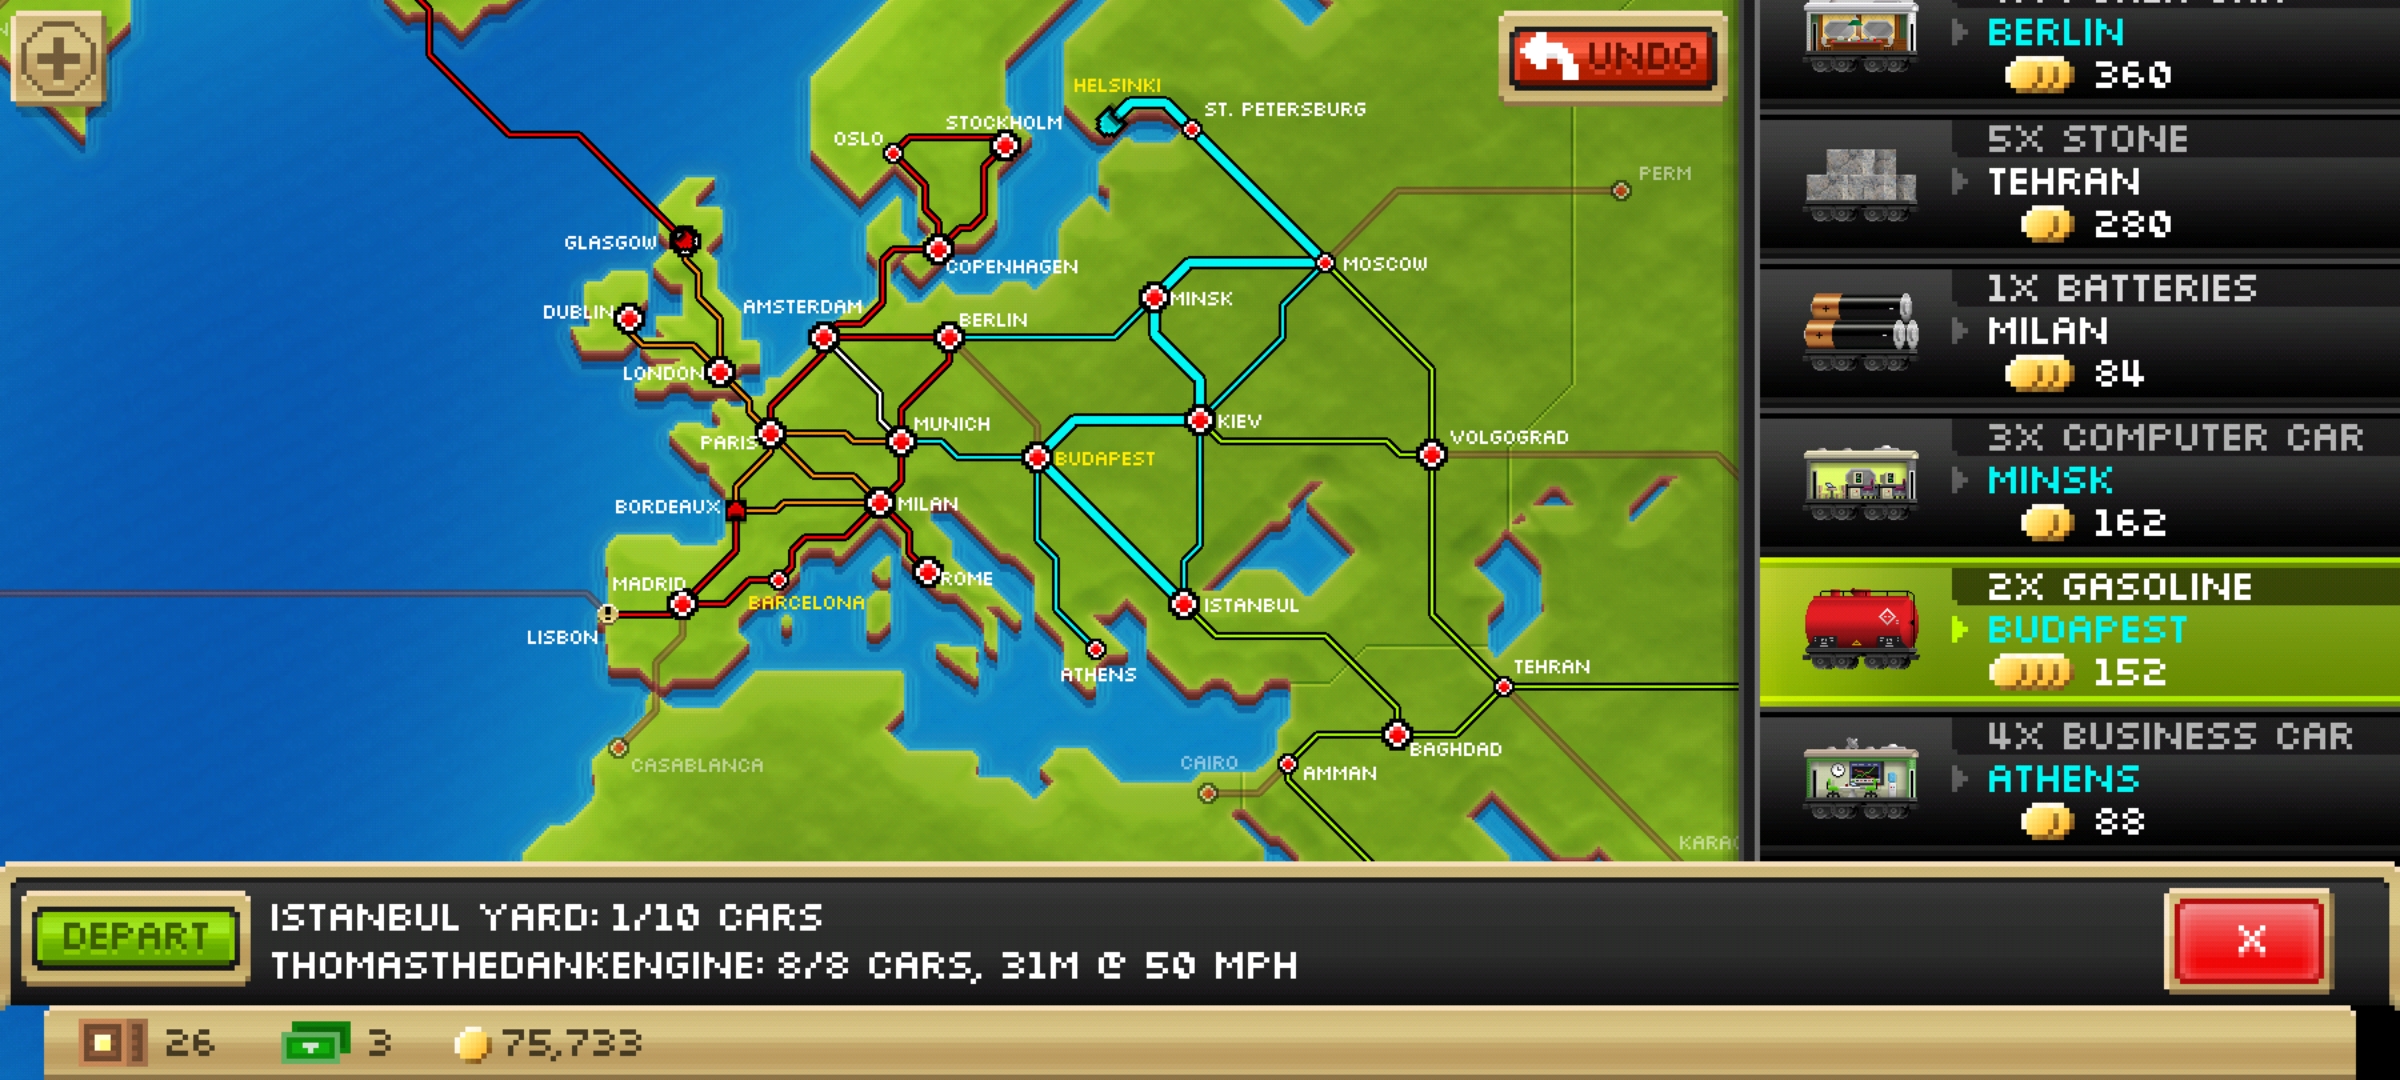 BERLIN
360
HELSINKI
UNDO
ST. PETERSBURG
STOCKHOLM
OSLO
5X STONE
TEHRAN
280
PERM
GLASGOW
COPENHAGEN
MOSCOW
MINSK
AMSTERDAM
DUBLIN
BERLIN
1X BATTERIES
MILAN
84
LONDON
MUNICH
KIEV
PARIS
BUDAPEST
VOLGOGRAD
3X COMPUTER CAR
MINSK
162
BORDEAUX
MILAN
MADRID
ROME
BARCELONA
ISTANBUL
LISBON
2X GASOLINE
BUDAPEST
152
ATHENS
TEHRAN
BAGHDAD
CASABLANCA
CAIRO
AMMAN
4X BUSINESS CAR
ATHENS
88
DEPART
ISTANBUL YARD: 1/10 CARS
THOMASTHEDANKENGINE: 8/8 CARS, 31M @ 50 MPH
X
26
3
75,733